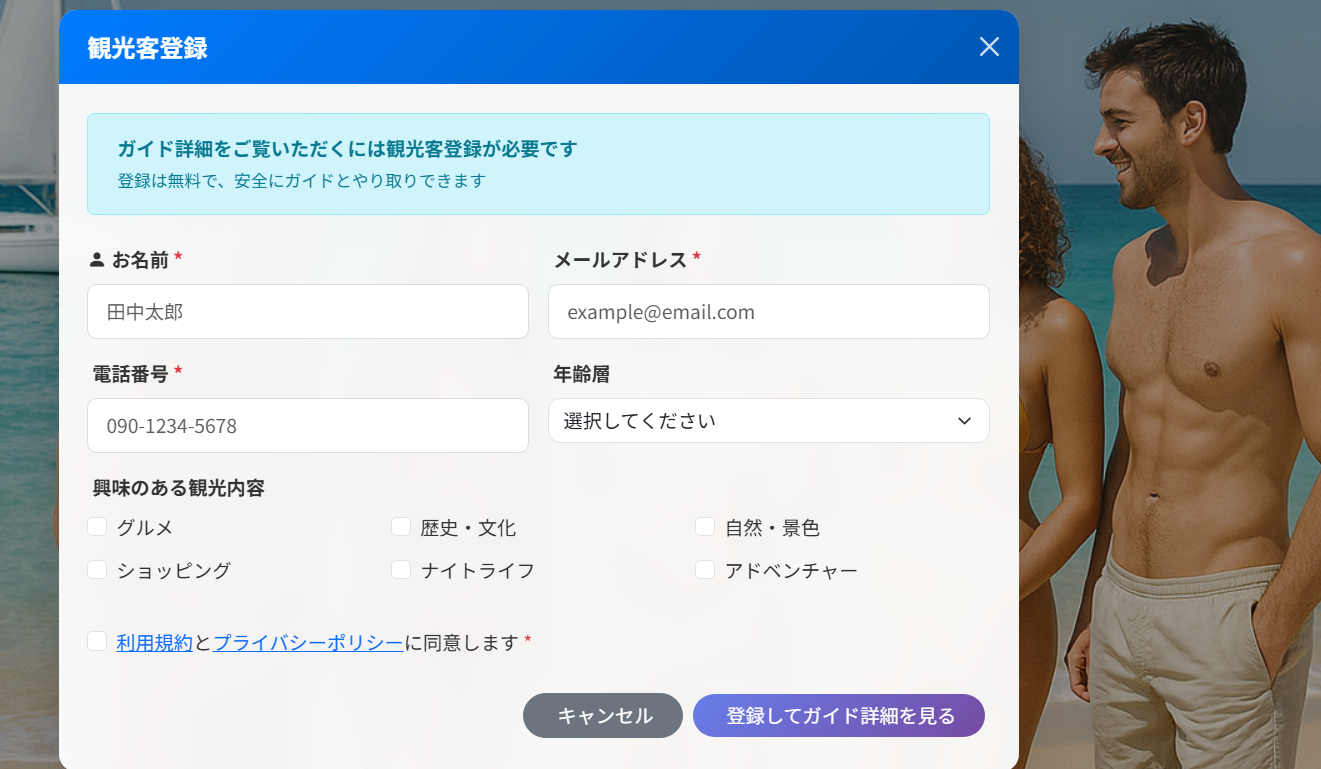 観光客登録
ガイド詳細をご覧いただくには観光客登録が必要です
登録は無料で、安全にガイドとやり取りできます
お名前 * メールアドレス *
田中太郎 example@email.com
電話番号 * 年齢層
090-1234-5678 選択してください
興味のある観光内容
グルメ 歴史・文化 自然・景色
ショッピング ナイトライフ アドベンチャー
利用規約とプライバシーポリシーに同意します *
キャンセル 登録してガイド詳細を見る